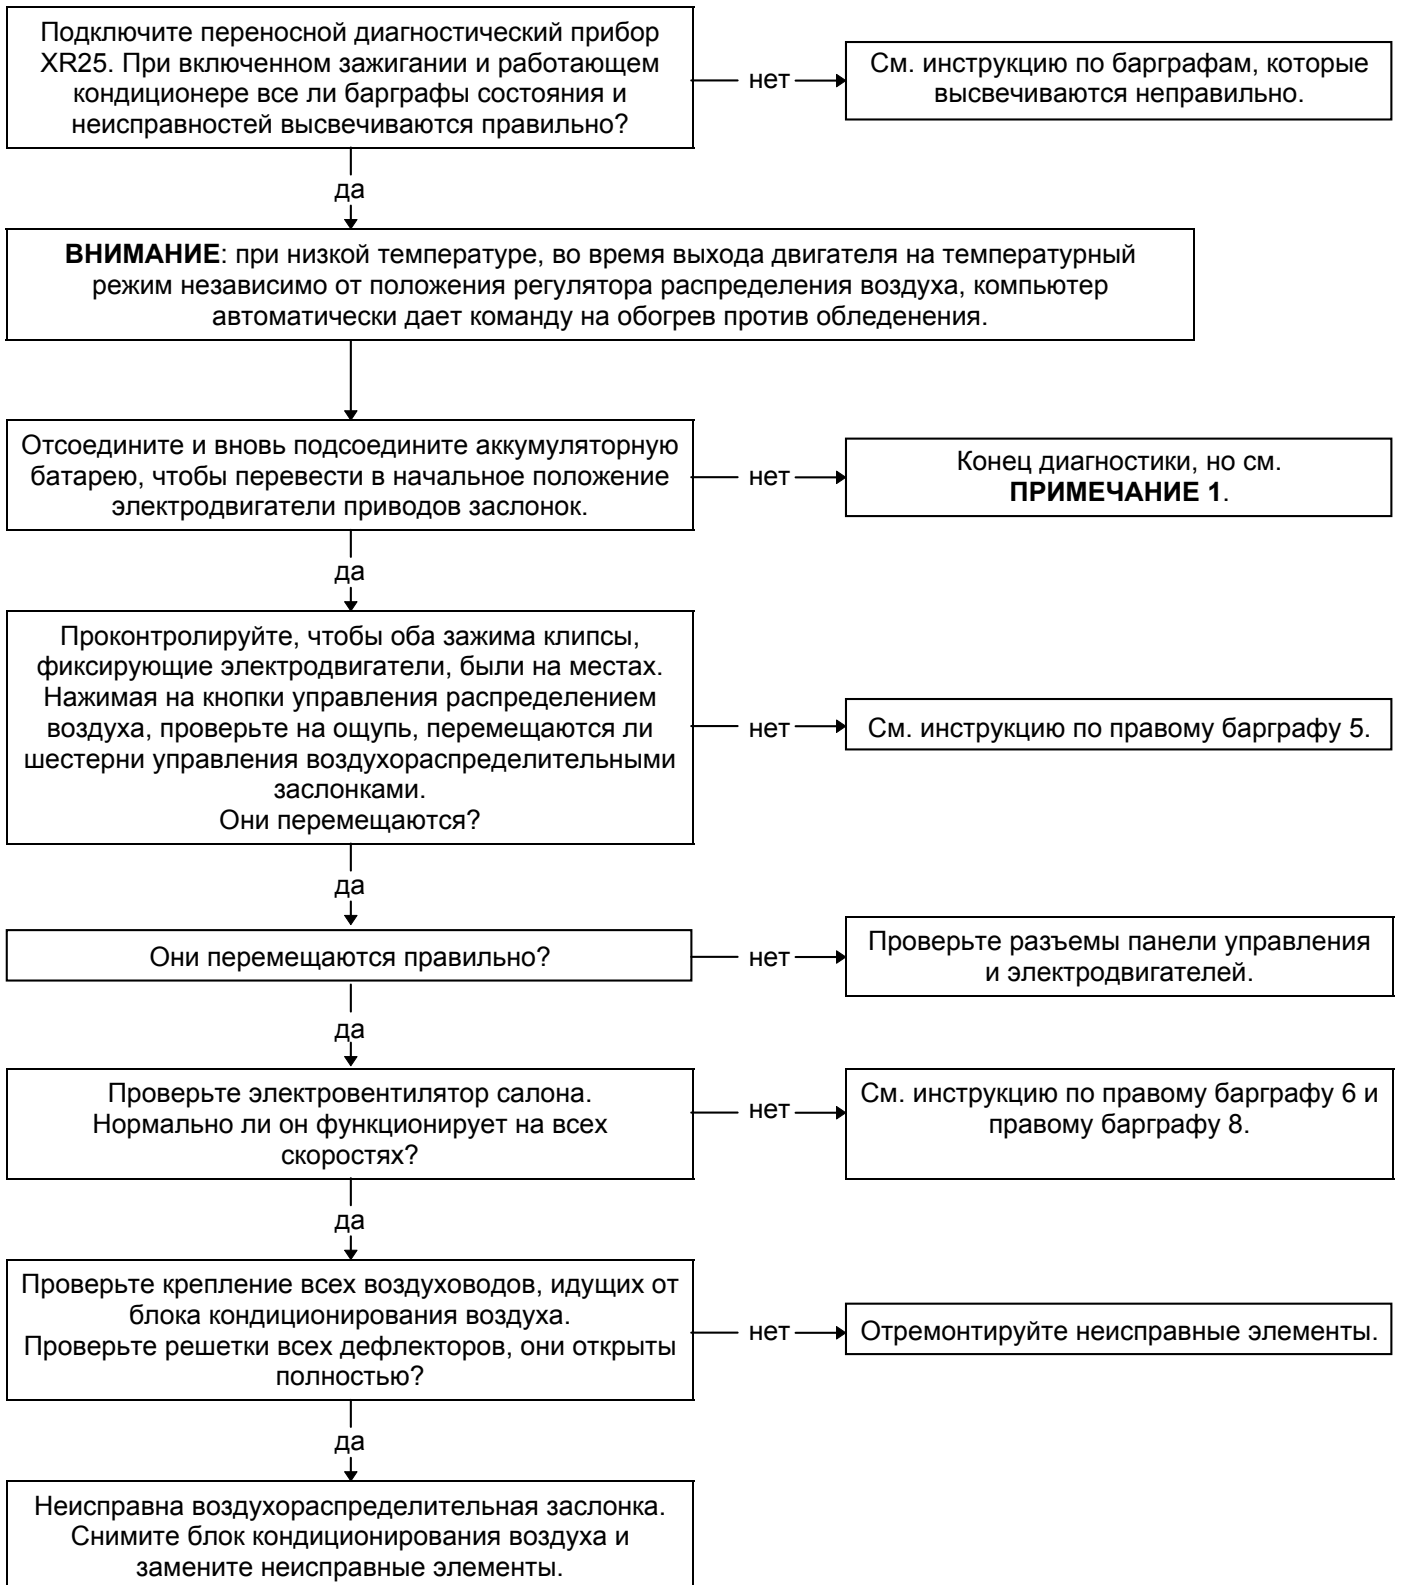 Подключите переносной диагностический прибор
XR25. При включенном зажигании и работающем
кондиционере все ли барграфы состояния и
неисправностей высвечиваются правильно?
нет
См. инструкцию по барграфам, которые
высвечиваются неправильно.
да
ВНИМАНИЕ: при низкой температуре, во время выхода двигателя на температурный
режим независимо от положения регулятора распределения воздуха, компьютер
автоматически дает команду на обогрев против обледенения.
Отсоедините и вновь подсоедините аккумуляторную
батарею, чтобы перевести в начальное положение
электродвигатели приводов заслонок.
нет
Конец диагностики, но см.
ПРИМЕЧАНИЕ 1.
да
Проконтролируйте, чтобы оба зажима клипсы,
фиксирующие электродвигатели, были на местах.
Нажимая на кнопки управления распределением
воздуха, проверьте на ощупь, перемещаются ли
шестерни управления воздухораспределительными
заслонками.
Они перемещаются?
нет
См. инструкцию по правому барграфу 5.
да
Они перемещаются правильно?
нет
Проверьте разъемы панели управления
и электродвигателей.
да
Проверьте электровентилятор салона.
Нормально ли он функционирует на всех
скоростях?
нет
См. инструкцию по правому барграфу 6 и
правому барграфу 8.
да
Проверьте крепление всех воздуховодов, идущих от
блока кондиционирования воздуха.
Проверьте решетки всех дефлекторов, они открыты
полностью?
нет
Отремонтируйте неисправные элементы.
да
Неисправна воздухораспределительная заслонка.
Снимите блок кондиционирования воздуха и
замените неисправные элементы.